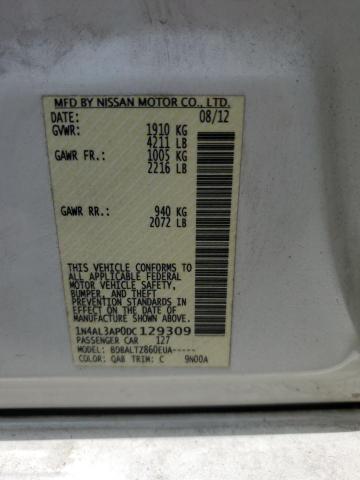 MFD BY NISSAN MOTOR CO., LTD.
DATE: 08/12
GVWR: 1910 KG
4211 LB
GAWR FR.: 1005 KG
2216 LB
GAWR RR.: 940 KG
2072 LB
THIS VEHICLE CONFORMS TO
ALL APPLICABLE FEDERAL
MOTOR VEHICLE SAFETY,
BUMPER, AND THEFT
PREVENTION STANDARDS
IN EFFECT ON THE DATE OF
MANUFACTURE SHOWN ABOVE.
1N4AL3AP0DC129309
PASSENGER CAR 127
MODEL: BDBALTZ860EUA-----
COLOR: QAB TRIM: C 9N00A